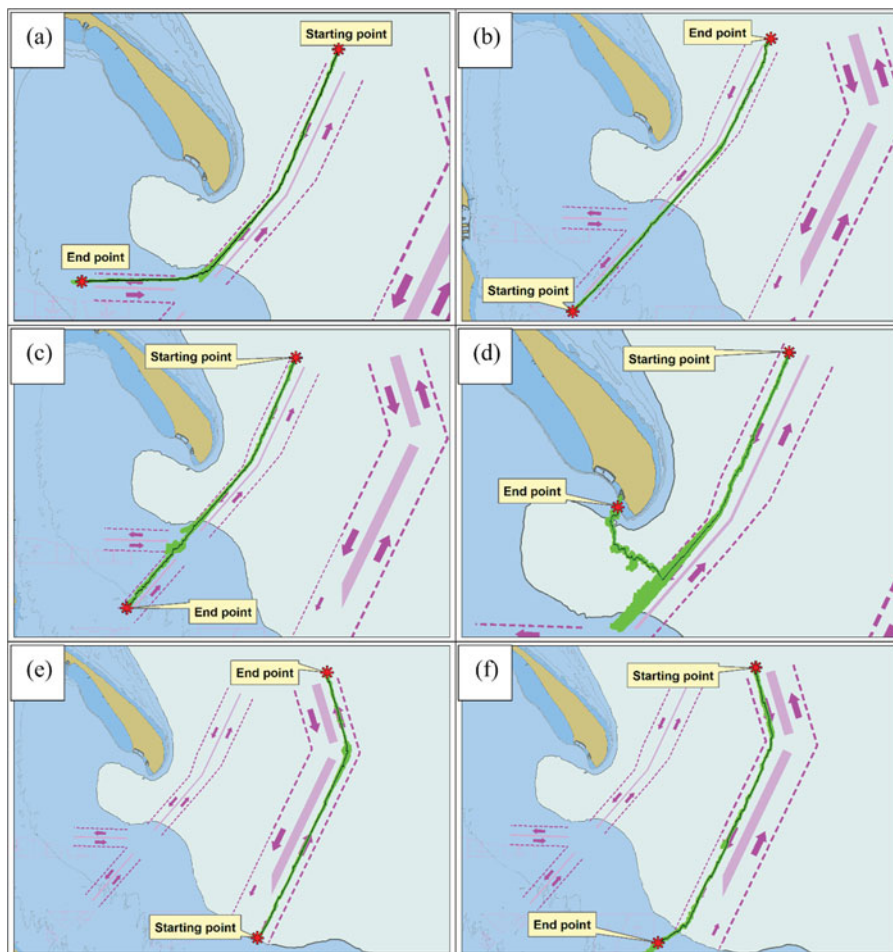 (a)
Starting point
End point
(b)
End point
Starting point
(c)
Starting point
End point
(d)
Starting point
End point
(e)
End point
Starting point
(f)
Starting point
End point